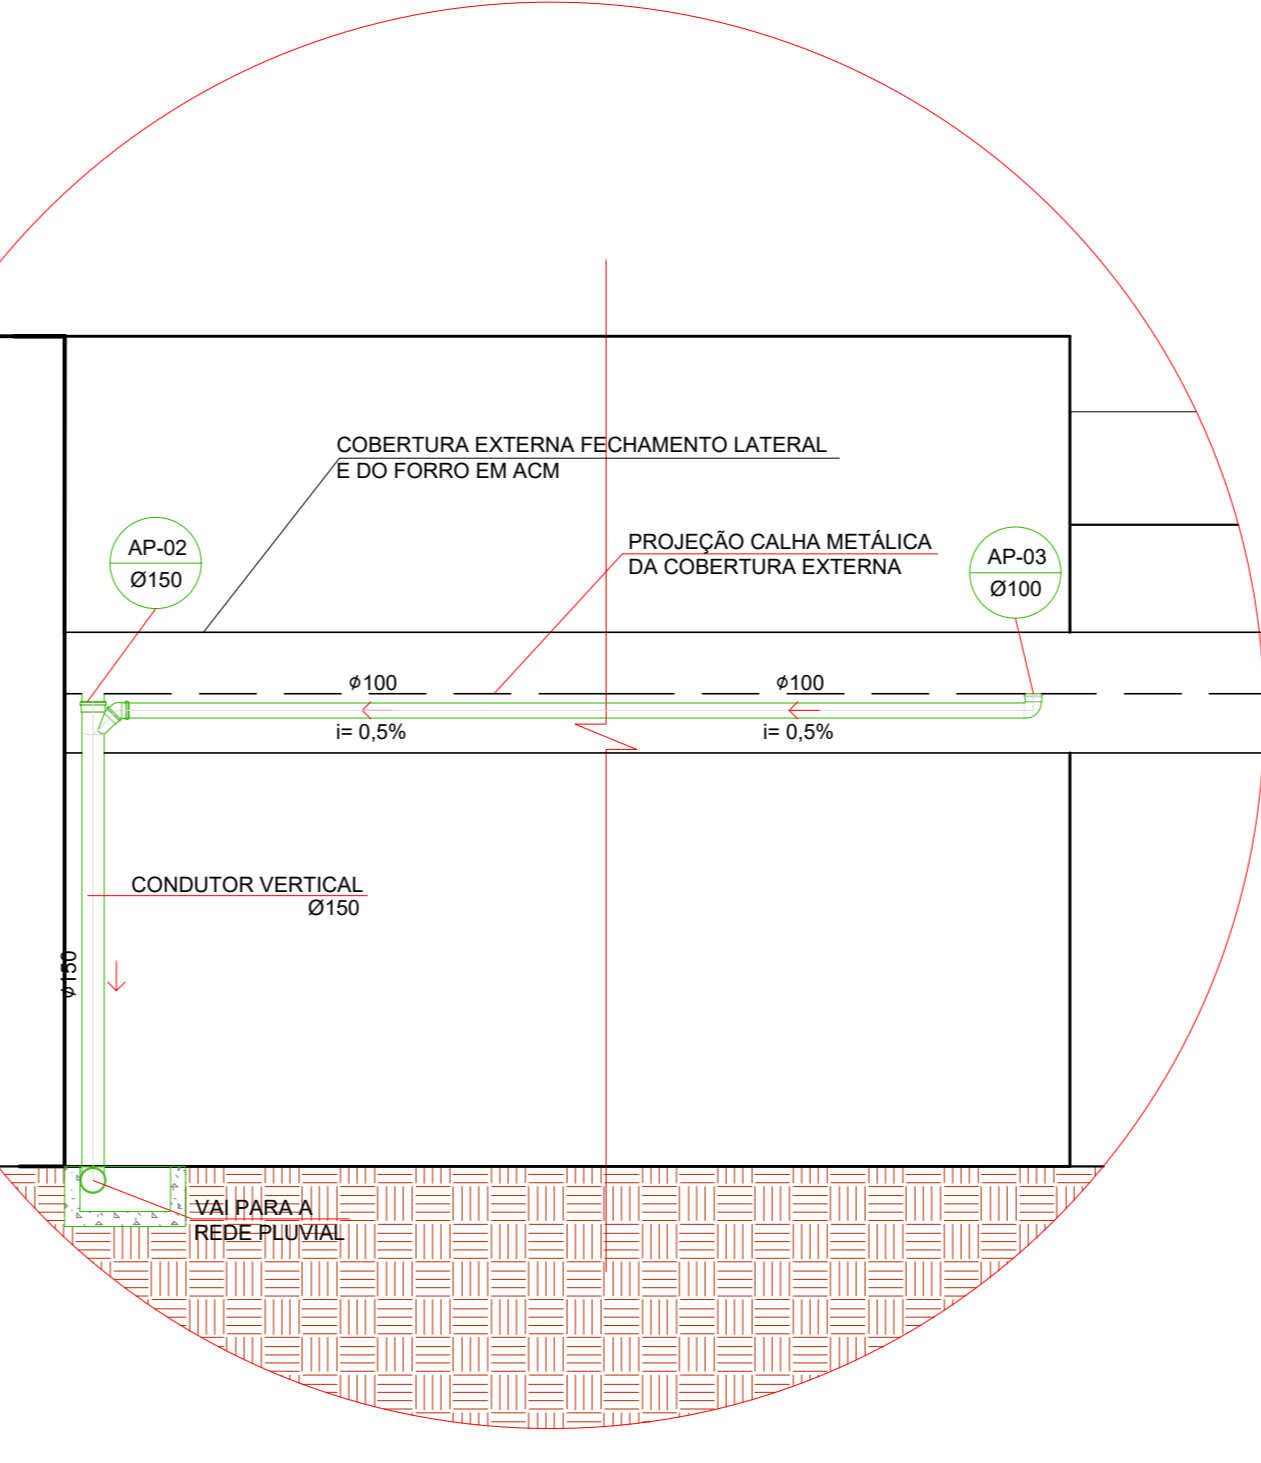 COBERTURA EXTERNA FECHAMENTO LATERAL
E DO FORRO EM ACM
AP-02
Ø150
PROJEÇÃO CALHA METÁLICA
DA COBERTURA EXTERNA
AP-03
Ø100
ϕ100
ϕ100
i= 0,5%
i= 0,5%
CONDUTOR VERTICAL
Ø150
ϕ150
VAI PARA A
REDE PLUVIAL